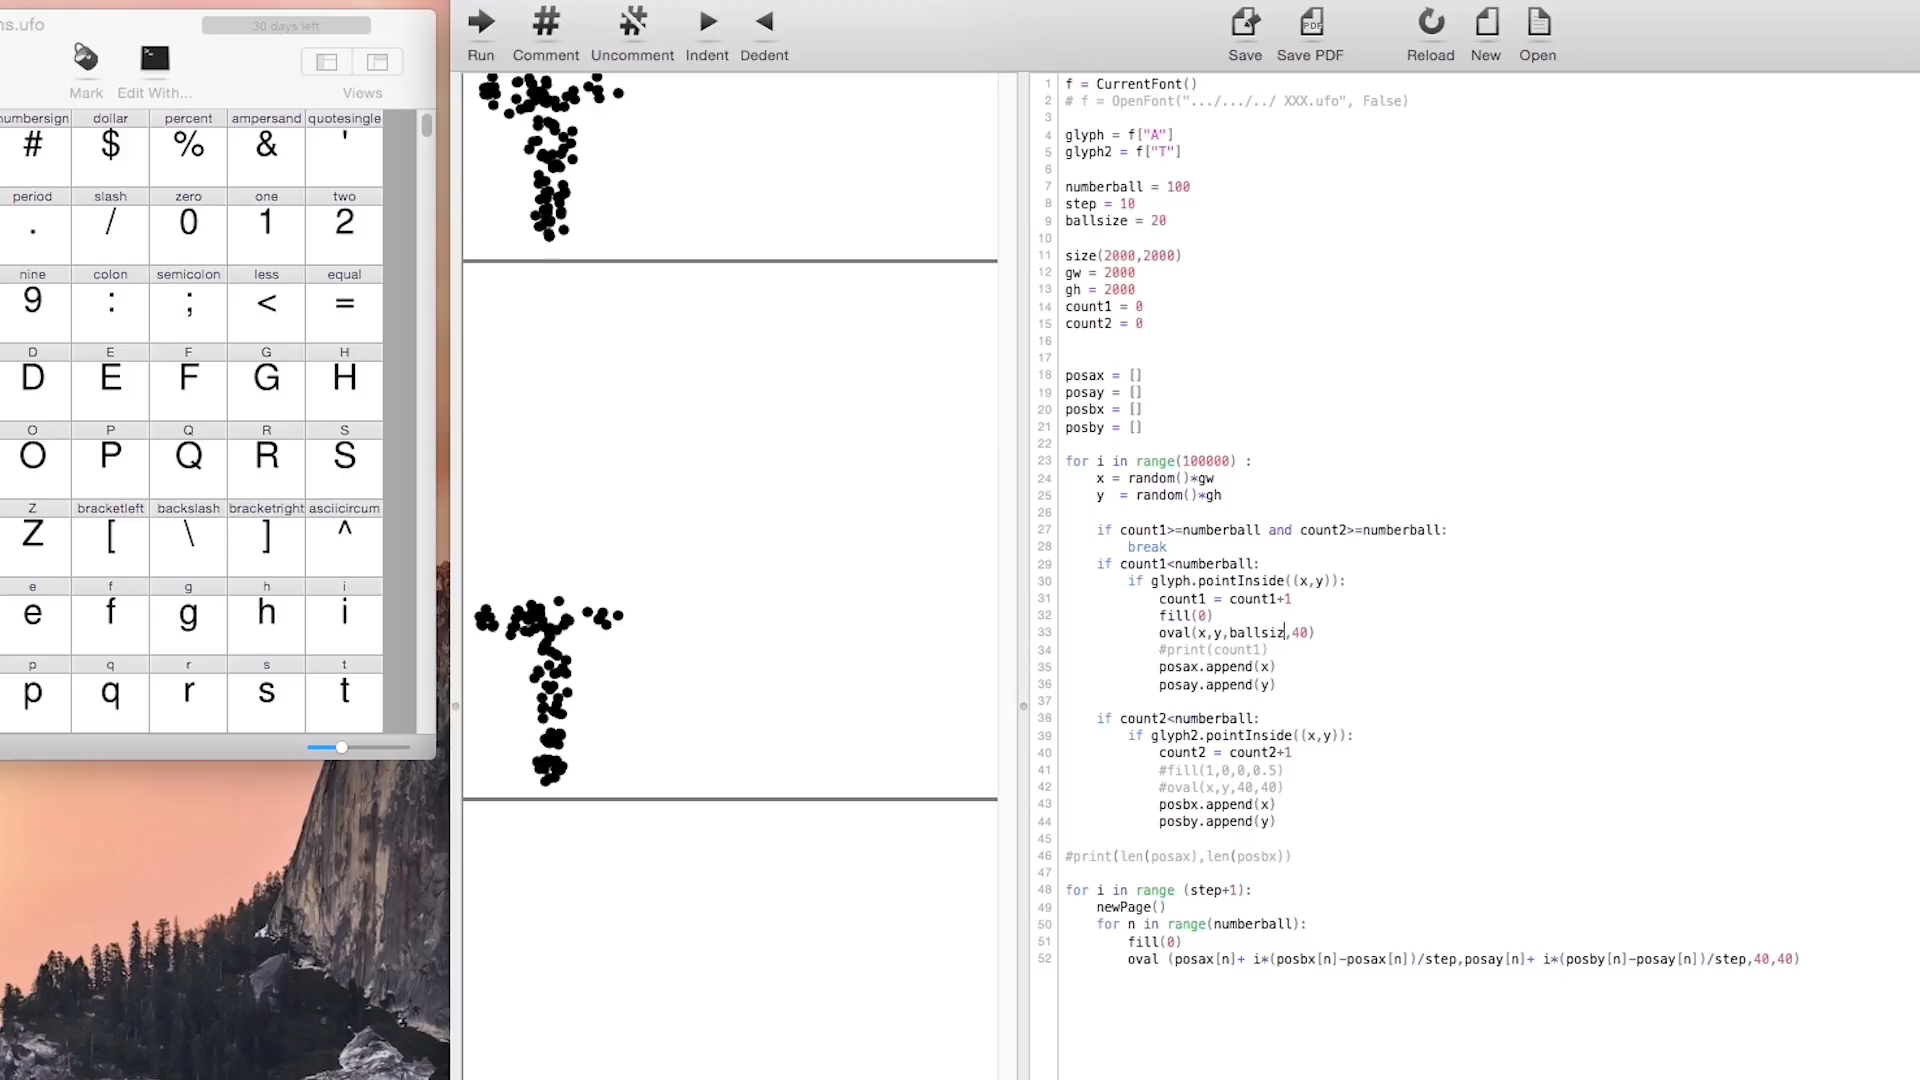 ns.ufo
30 days left
Mark Edit With... Views
numbersign dollar percent ampersand quotesingle
# $ % & '
period slash zero one two
. / 0 1 2
nine colon semicolon less equal
9 : ; < =
D E F G H
D E F G H
O P Q R S
O P Q R S
Z bracketleft backslash bracketright asciicircum
Z [ \ ] ^
e f g h i
e f g h i
p q r s t
p q r s t
Run Comment Uncomment Indent Dedent Save Save PDF Reload New Open
PDF
1 f = CurrentFont()
2 # f = OpenFont(".../.../../ XXX.ufo", False)
3
4 glyph = f["A"]
5 glyph2 = f["T"]
6
7 numberball = 100
8 step = 10
9 ballsize = 20
10
11 size(2000,2000)
12 gw = 2000
13 gh = 2000
14 count1 = 0
15 count2 = 0
16
17
18 posax = []
19 posay = []
20 posbx = []
21 posby = []
22
23 for i in range(100000) :
24 x = random()*gw
25 y  = random()*gh
26
27 if count1>=numberball and count2>=numberball:
28 break
29 if count1<numberball:
30 if glyph.pointInside((x,y)):
31 count1 = count1+1
32 fill(0)
33 oval(x,y,ballsiz,40)
34 #print(count1)
35 posax.append(x)
36 posay.append(y)
37
38 if count2<numberball:
39 if glyph2.pointInside((x,y)):
40 count2 = count2+1
41 #fill(1,0,0,0.5)
42 #oval(x,y,40,40)
43 posbx.append(x)
44 posby.append(y)
45
46 #print(len(posax),len(posbx))
47
48 for i in range (step+1):
49 newPage()
50 for n in range(numberball):
51 fill(0)
52 oval (posax[n]+ i*(posbx[n]-posax[n])/step,posay[n]+ i*(posby[n]-posay[n])/step,40,40)